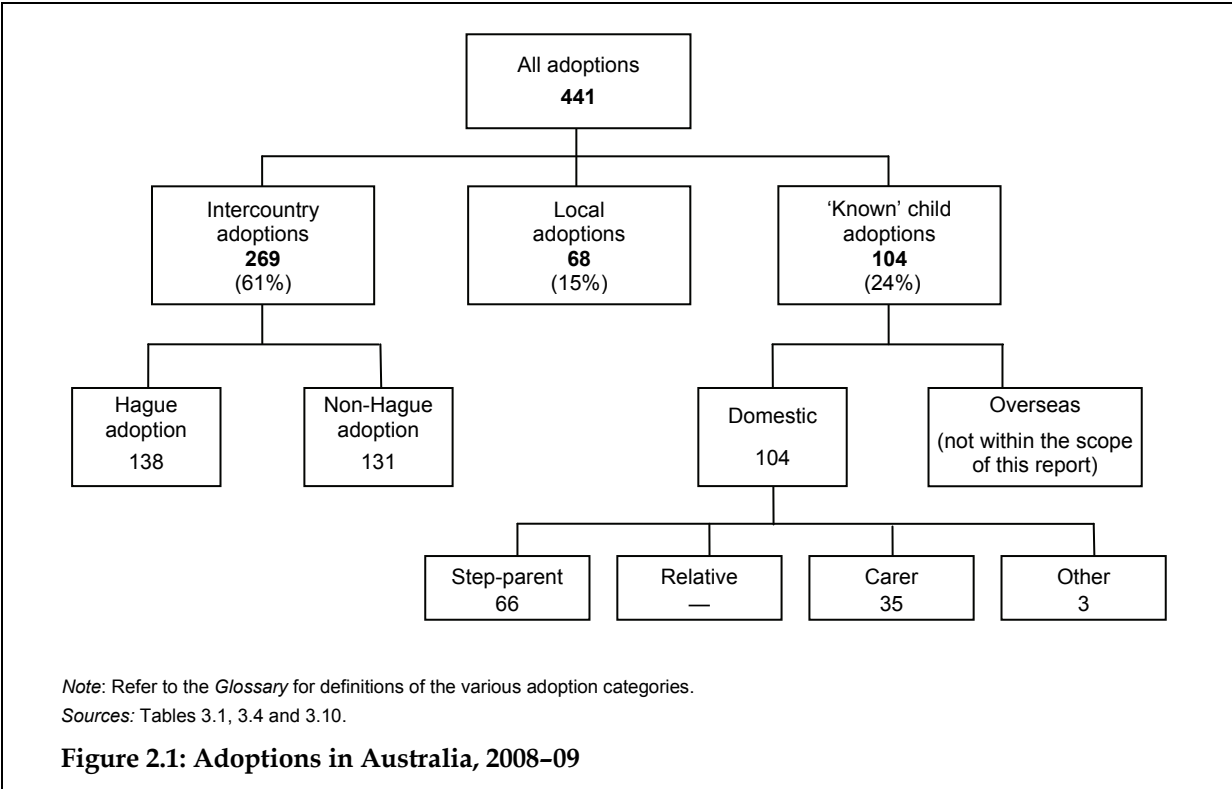 All adoptions
441
Intercountry
adoptions
269
(61%)
Local
adoptions
68
(15%)
‘Known’ child
adoptions
104
(24%)
Hague
adoption
138
Non-Hague
adoption
131
Domestic
104
Overseas
(not within the scope
of this report)
Step-parent
66
Relative
—
Carer
35
Other
3
Note: Refer to the Glossary for definitions of the various adoption categories.
Sources: Tables 3.1, 3.4 and 3.10.
Figure 2.1: Adoptions in Australia, 2008–09